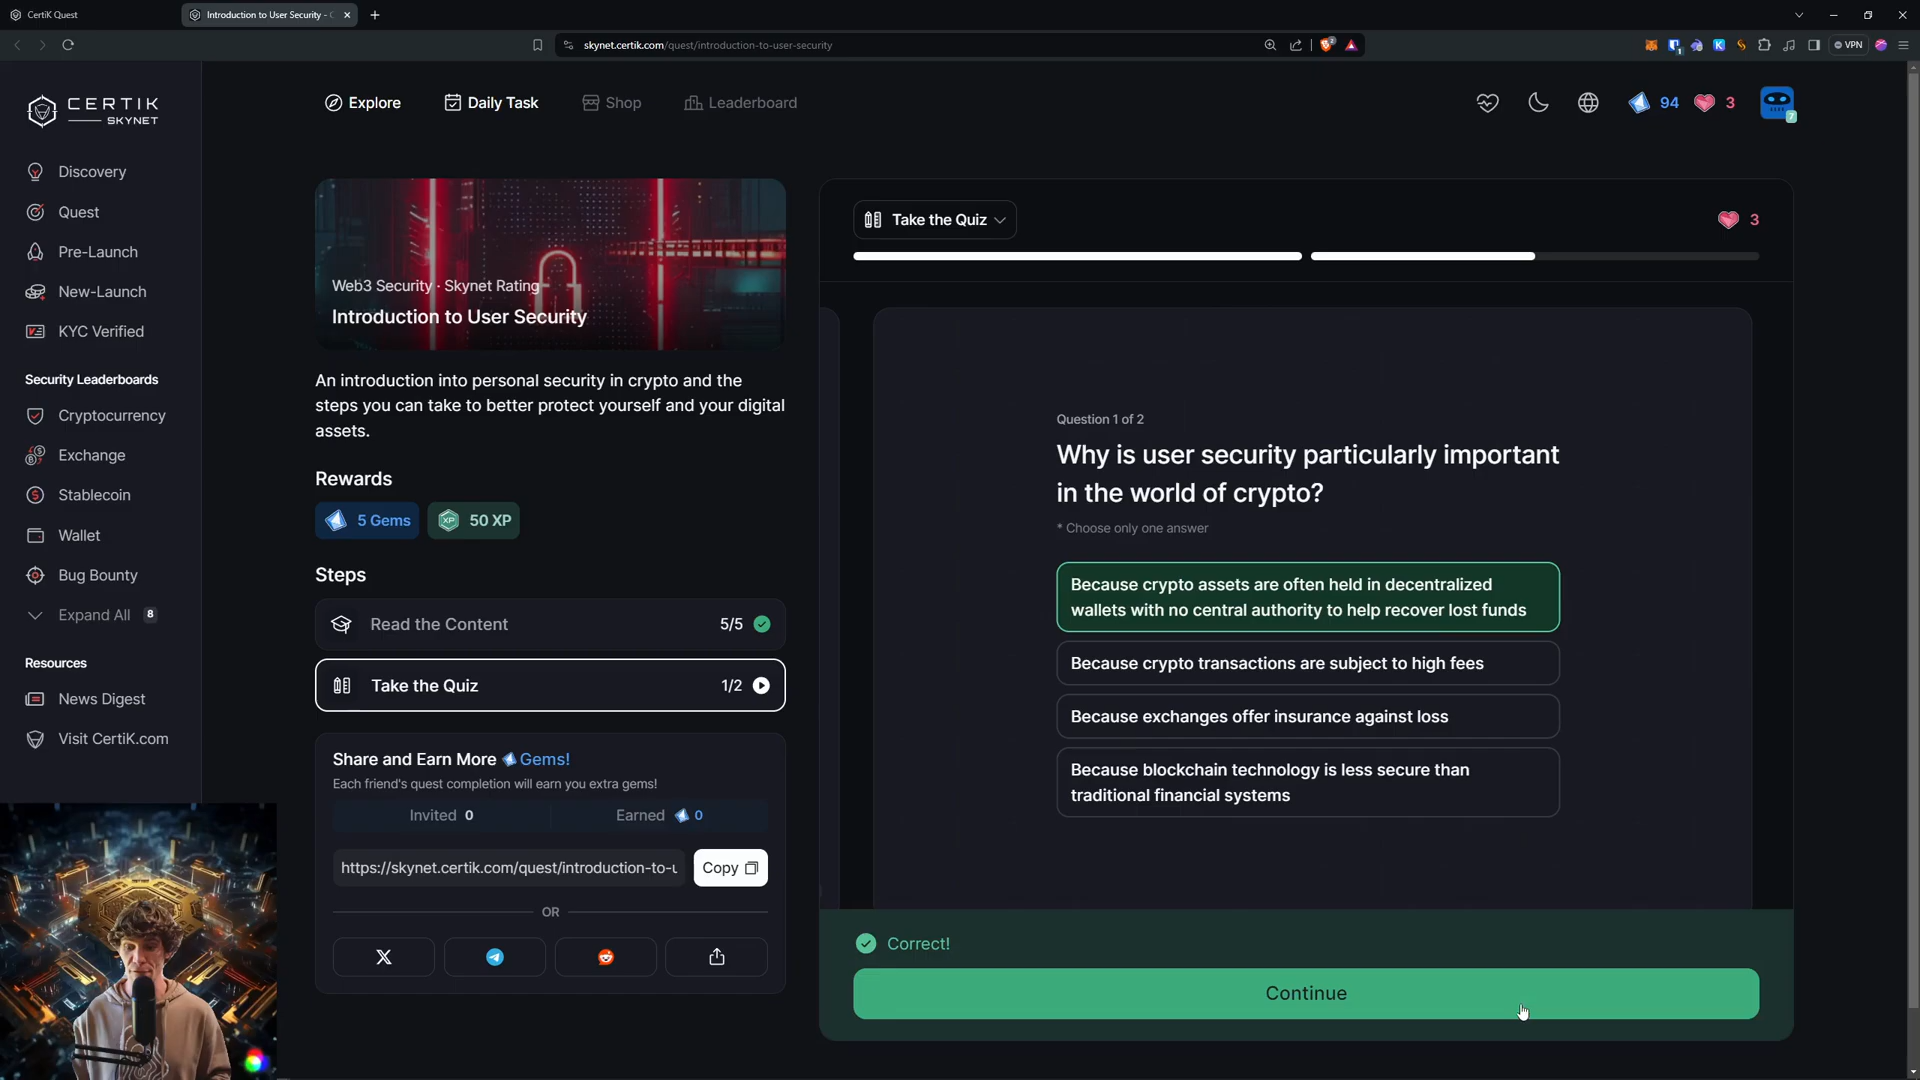 CertiK Quest
Introduction to User Security - C
skynet.certik.com/quest/introduction-to-user-security
2
1
VPN
CERTIK
SKYNET
Discovery
Quest
Pre-Launch
New-Launch
KYC Verified
Security Leaderboards
Cryptocurrency
Exchange
Stablecoin
Wallet
Bug Bounty
Expand All 8
Resources
News Digest
Visit CertiK.com
Explore
Daily Task
Shop
Leaderboard
94
3
7
Web3 Security · Skynet Rating
Introduction to User Security
An introduction into personal security in crypto and the
steps you can take to better protect yourself and your digital
assets.
Rewards
5 Gems
XP 50 XP
Steps
Read the Content 5/5
Take the Quiz 1/2
Share and Earn More Gems!
Each friend's quest completion will earn you extra gems!
Invited 0
Earned 0
https://skynet.certik.com/quest/introduction-to-u
Copy
OR
Take the Quiz
3
Question 1 of 2
Why is user security particularly important
in the world of crypto?
* Choose only one answer
Because crypto assets are often held in decentralized
wallets with no central authority to help recover lost funds
Because crypto transactions are subject to high fees
Because exchanges offer insurance against loss
Because blockchain technology is less secure than
traditional financial systems
Correct!
Continue